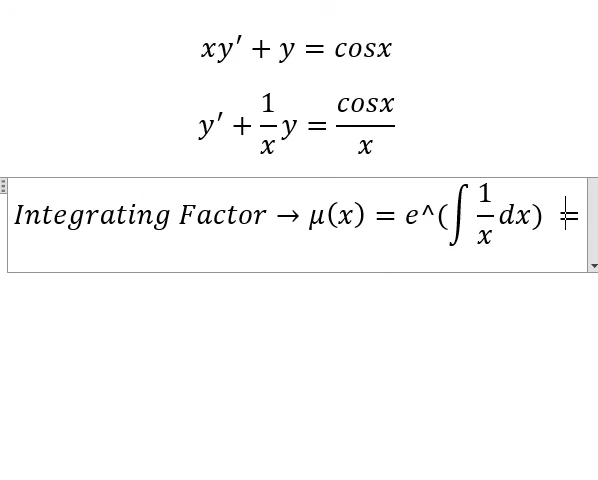 xy′ + y = cosx
y′ + 1/x y = cosx/x
Integrating Factor → μ(x) = e^(∫ 1/x dx) =